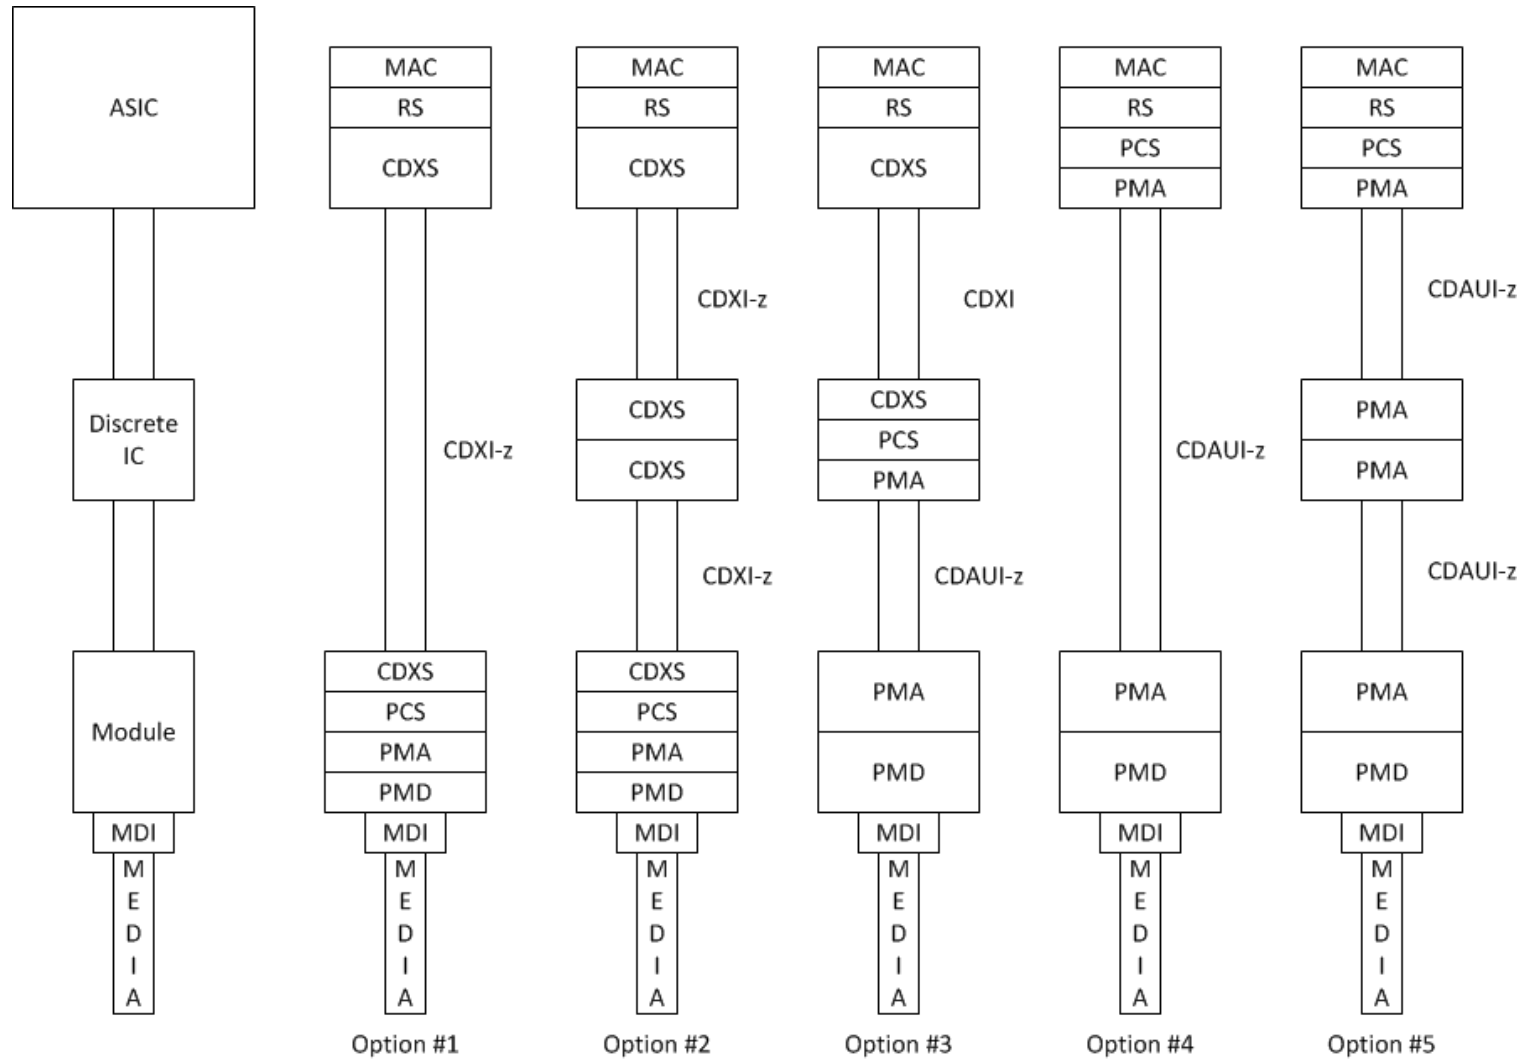 ASIC
Discrete
IC
Module
MDI
M
E
D
I
A
MAC
RS
CDXS
CDXI-z
CDXS
PCS
PMA
PMD
MDI
M
E
D
I
A
Option #1
MAC
RS
CDXS
CDXI-z
CDXS
CDXS
CDXI-z
CDXS
PCS
PMA
PMD
MDI
M
E
D
I
A
Option #2
MAC
RS
CDXS
CDXI
CDXS
PCS
PMA
CDAUI-z
PMA
PMD
MDI
M
E
D
I
A
Option #3
MAC
RS
PCS
PMA
CDAUI-z
PMA
PMD
MDI
M
E
D
I
A
Option #4
MAC
RS
PCS
PMA
CDAUI-z
PMA
PMA
CDAUI-z
PMA
PMD
MDI
M
E
D
I
A
Option #5